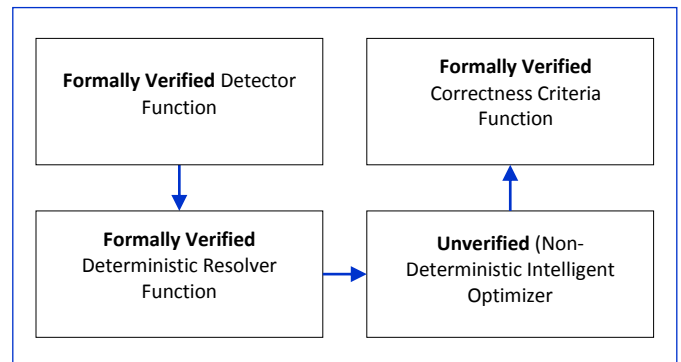 Formally Verified Detector
Function
Formally Verified
Deterministic Resolver
Function
Unverified (Non-
Deterministic Intelligent
Optimizer
Formally Verified
Correctness Criteria
Function